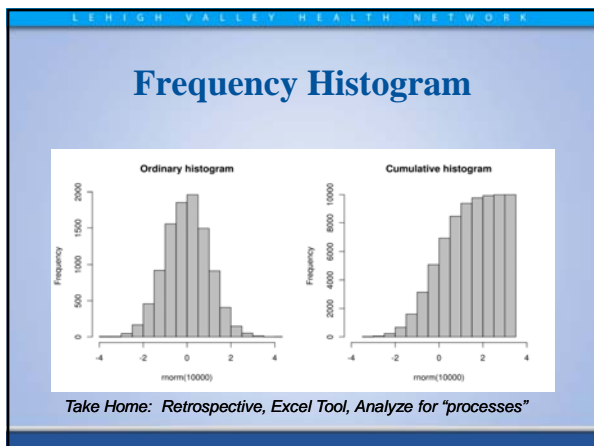 LEHIGH VALLEY HEALTH NETWORK
Frequency Histogram
Ordinary histogram
Frequency
2000
1500
1000
500
0
-4 -2 0 2 4
rnorm(10000)
Cumulative histogram
Frequency
10000
8000
6000
4000
2000
0
-4 -2 0 2 4
rnorm(10000)
Take Home: Retrospective, Excel Tool, Analyze for “processes”